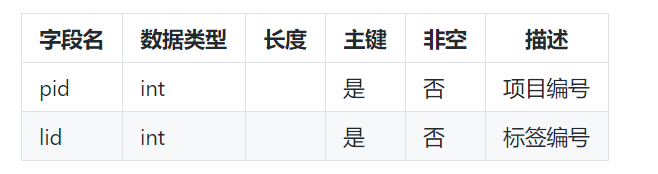 字段名 数据类型 长度 主键 非空 描述
pid int 是 否 项目编号
lid int 是 否 标签编号